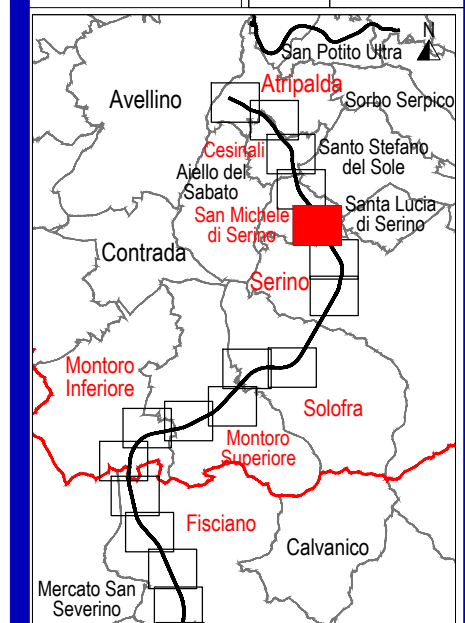 San Potito Ultra
N
Atripalda
Avellino
Sorbo Serpico
Cesinali
Santo Stefano
del Sole
Aiello del
Sabato
Santa Lucia
di Serino
San Michele
di Serino
Contrada
Serino
Montoro
Inferiore
Solofra
Montoro
Superiore
Fisciano
Calvanico
Mercato San
Severino